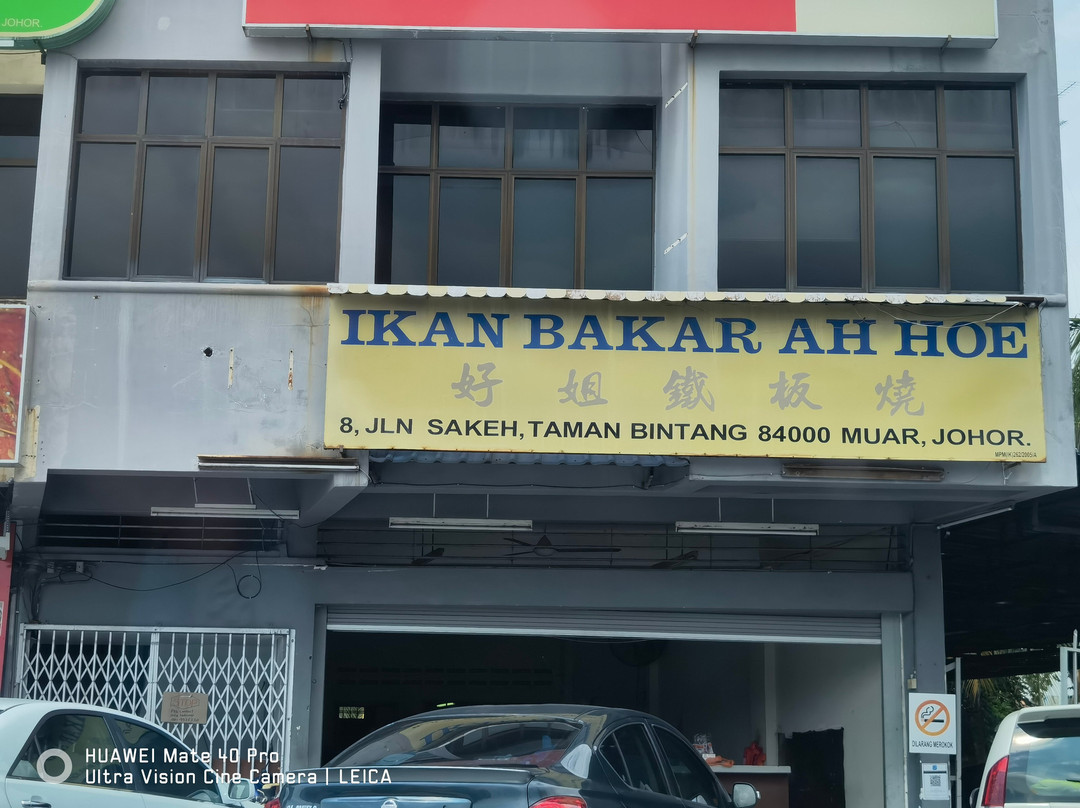 JOHOR.
IKAN BAKAR AH HOE
好姐鐵板燒
8, JLN SAKEH, TAMAN BINTANG 84000 MUAR, JOHOR.
DILARANG MEROKOK
HUAWEI Mate 40 Pro
Ultra Vision Cine Camera | LEICA